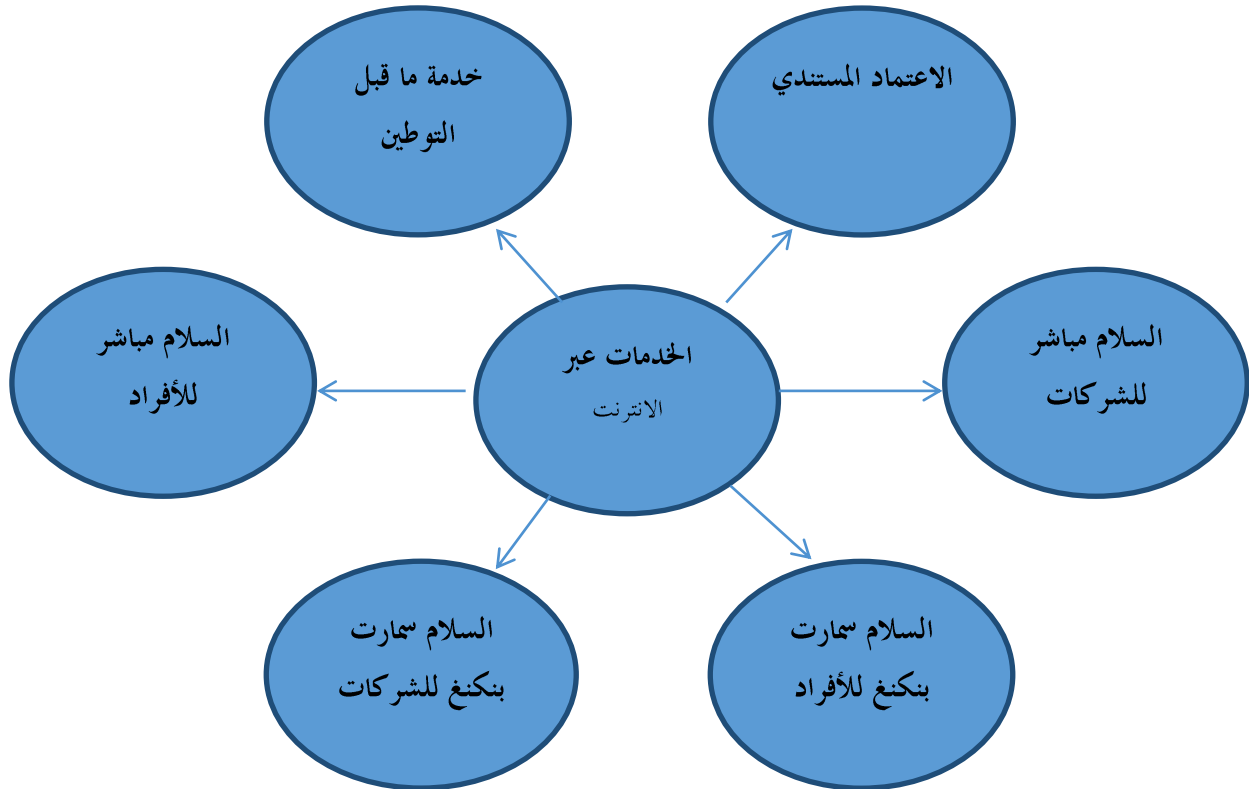 الاعتماد المستندي
خدمة ما قبل
التوطين
السلام مباشر
للشركات
الخدمات عبر
الانترنت
السلام مباشر
للأفراد
السلام سمارت
بنكنغ للأفراد
السلام سمارت
بنكنغ للشركات